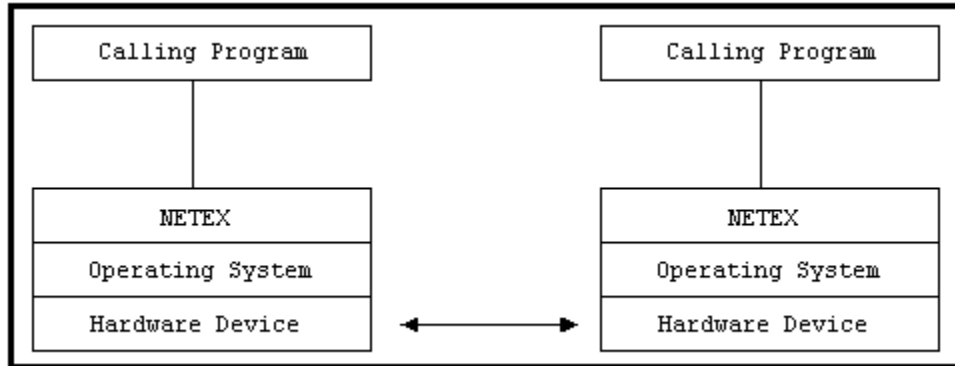 Calling Program
Calling Program
NETEX
NETEX
Operating System
Operating System
Hardware Device
Hardware Device